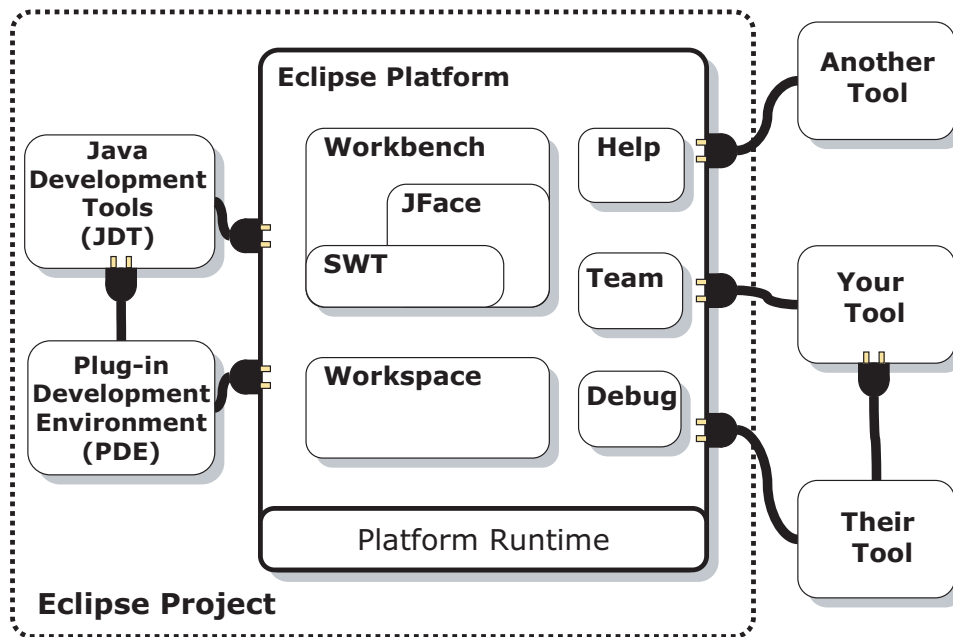 Eclipse Platform
Another
Tool
Workbench
Help
Java
Development
Tools
(JDT)
JFace
SWT
Team
Your
Tool
Plug-in
Development
Environment
(PDE)
Workspace
Debug
Their
Tool
Platform Runtime
Eclipse Project